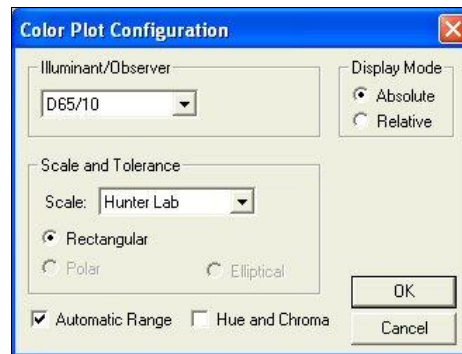 Color Plot Configuration
Illuminant/Observer
D65/10
Display Mode
Absolute
Relative
Scale and Tolerance
Scale: Hunter Lab
Rectangular
Polar Elliptical
OK
Automatic Range Hue and Chroma
Cancel